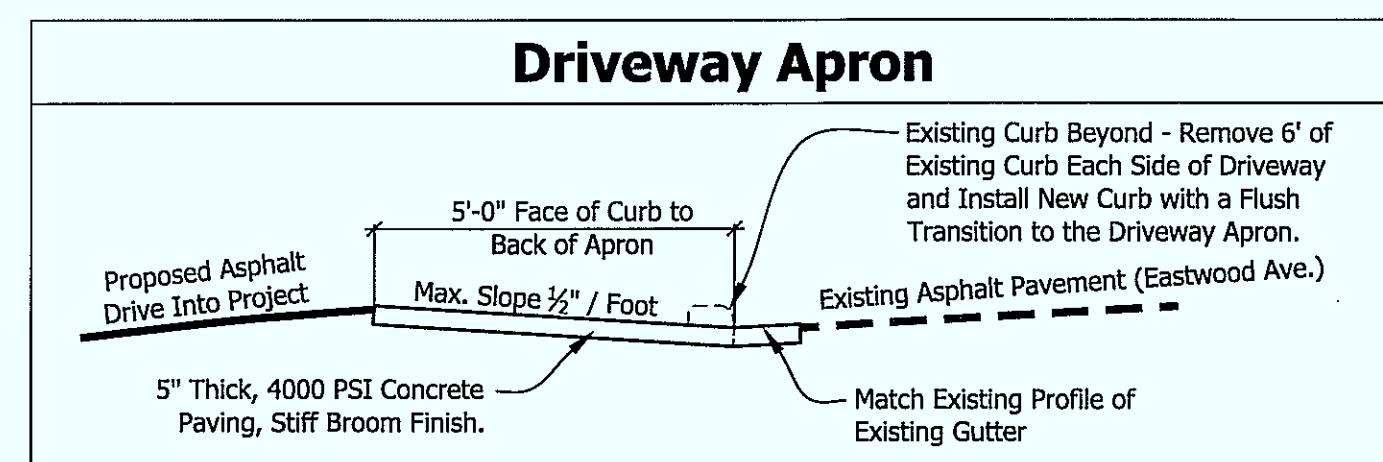 Driveway Apron
Existing Curb Beyond - Remove 6' of
Existing Curb Each Side of Driveway
and Install New Curb with a Flush
Transition to the Driveway Apron.
5'-0" Face of Curb to
Back of Apron
Proposed Asphalt
Drive Into Project
Max. Slope ½" / Foot
Existing Asphalt Pavement (Eastwood Ave.)
5" Thick, 4000 PSI Concrete
Paving, Stiff Broom Finish.
Match Existing Profile of
Existing Gutter